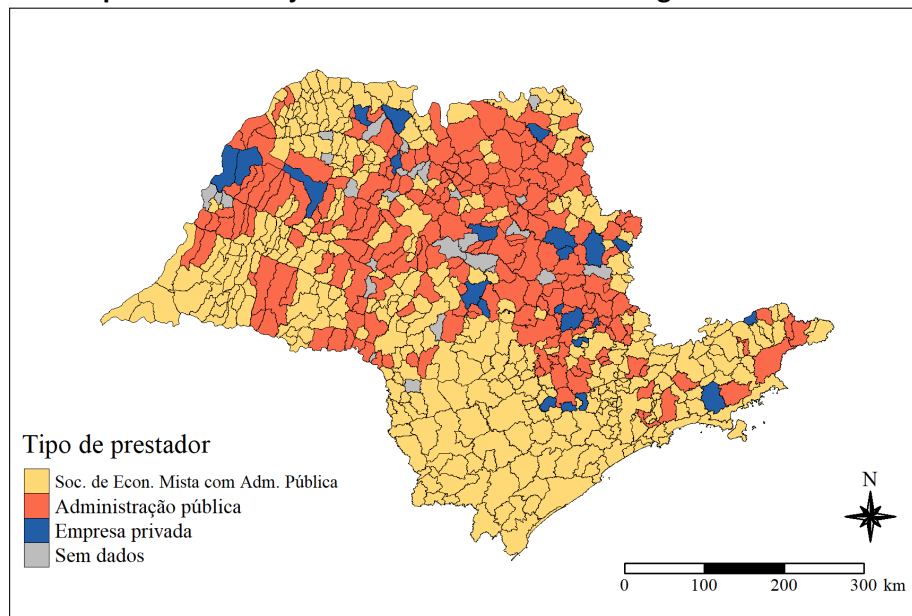 Tipo de prestador
Soc. de Econ. Mista com Adm. Pública
Administração pública
Empresa privada
Sem dados
N
0 100 200 300 km